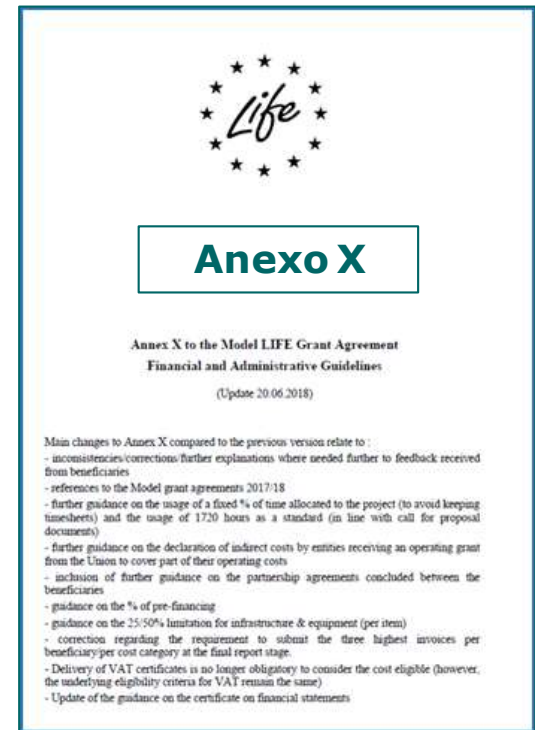 Life
Anexo X
Annex X to the Model LIFE Grant Agreement
Financial and Administrative Guidelines
(Update 20.06.2018)
Main changes to Annex X compared to the previous version relate to :
- inconsistencies/corrections/further explanations where needed further to feedback received
from beneficiaries
- references to the Model grant agreements 2017/18
- further guidance on the usage of a fixed % of time allocated to the project (to avoid keeping
timesheets) and the usage of 1720 hours as a standard (in line with call for proposal
documents)
- further guidance on the declaration of indirect costs by entities receiving an operating grant
from the Union to cover part of their operating costs
- inclusion of further guidance on the partnership agreements concluded between the
beneficiaries
- guidance on the % of pre-financing
- guidance on the 25/50% limitation for infrastructure & equipment (per item)
- correction regarding the requirement to submit the three highest invoices per
beneficiary/per cost category at the final report stage.
- Delivery of VAT certificates is no longer obligatory to consider the cost eligible (however,
the underlying eligibility criteria for VAT remain the same)
- Update of the guidance on the certificate on financial statements